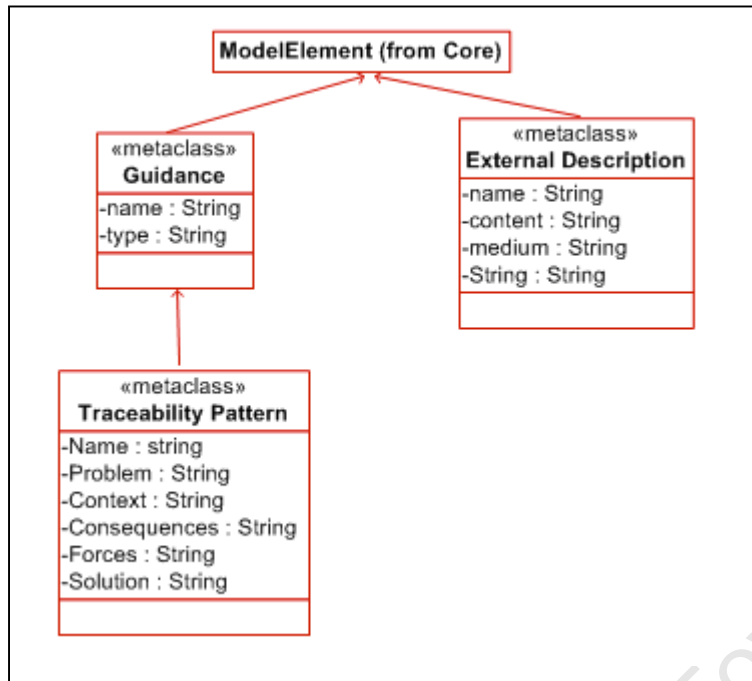 ModelElement (from Core)
«metaclass»
Guidance
-name : String
-type : String
«metaclass»
External Description
-name : String
-content : String
-medium : String
-String : String
«metaclass»
Traceability Pattern
-Name : string
-Problem : String
-Context : String
-Consequences : String
-Forces : String
-Solution : String